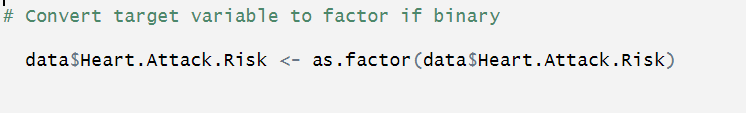 # Convert target variable to factor if binary
data$Heart.Attack.Risk <- as.factor(data$Heart.Attack.Risk)